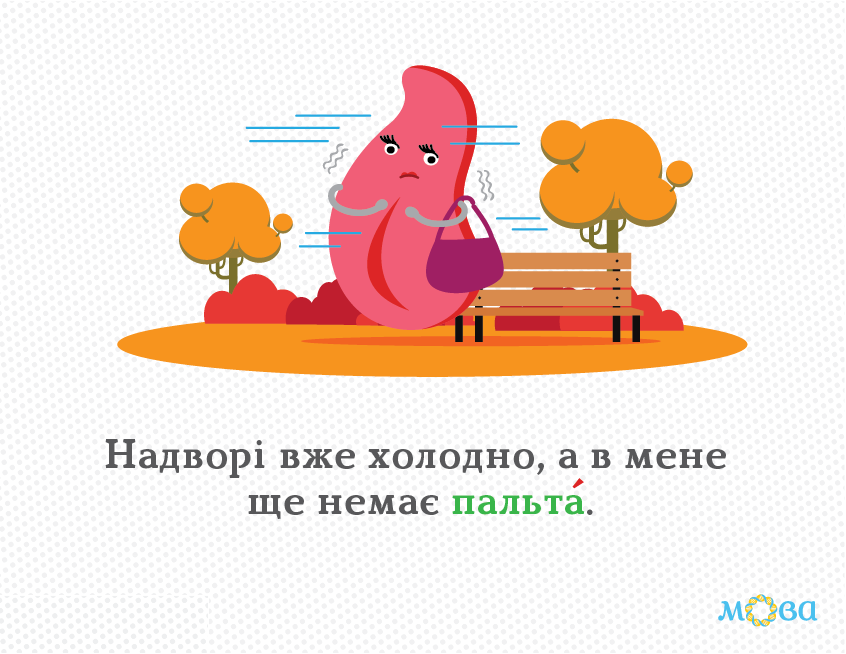 Надворі вже холодно, а в мене
ще немає пальта́.
мова